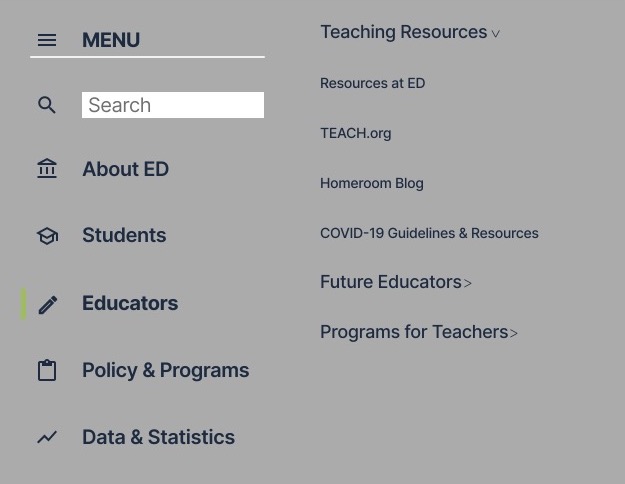 MENU
Search
About ED
Students
Educators
Policy & Programs
Data & Statistics
Teaching Resources
Resources at ED
TEACH.org
Homeroom Blog
COVID-19 Guidelines & Resources
Future Educators>
Programs for Teachers>